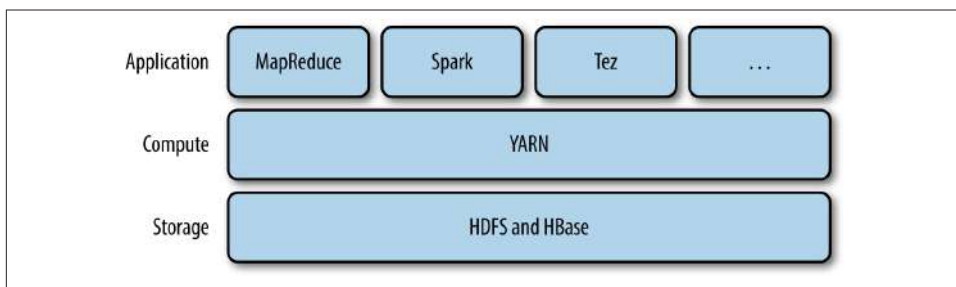 Application MapReduce Spark Tez ...
Compute YARN
Storage HDFS and HBase